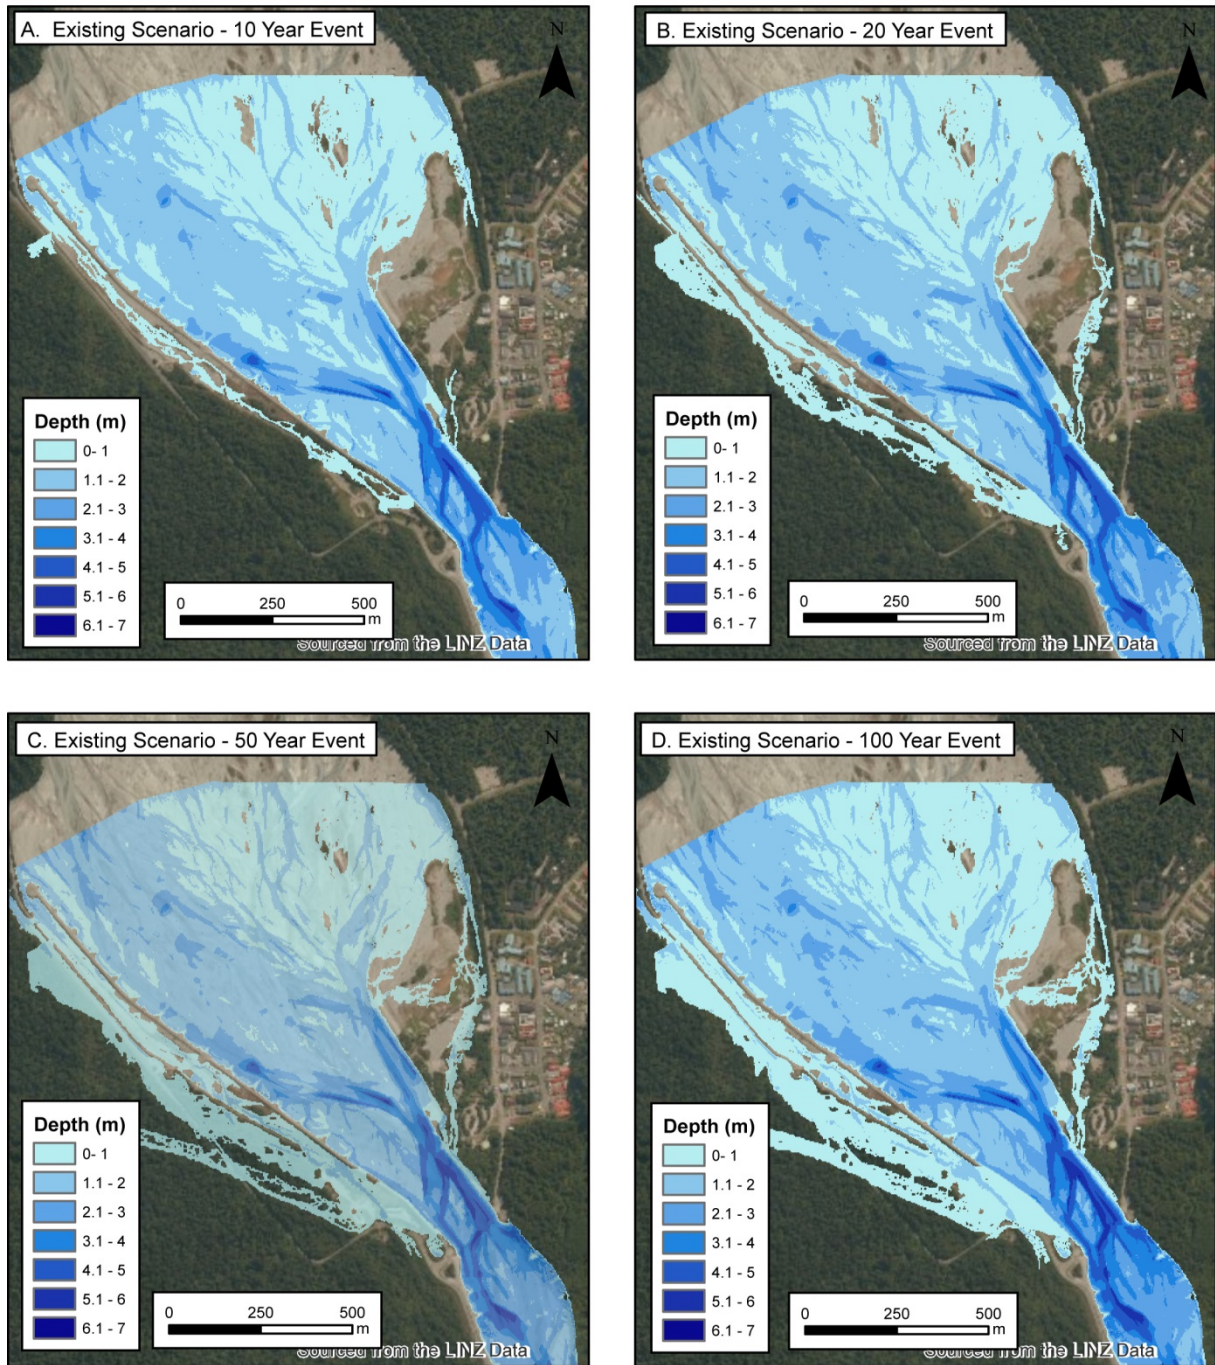 A. Existing Scenario - 10 Year Event
N
Depth (m)
0- 1
1.1 - 2
2.1 - 3
3.1 - 4
4.1 - 5
5.1 - 6
6.1 - 7
0 250 500
m
Sourced from the LINZ Data
B. Existing Scenario - 20 Year Event
N
Depth (m)
0- 1
1.1 - 2
2.1 - 3
3.1 - 4
4.1 - 5
5.1 - 6
6.1 - 7
0 250 500
m
Sourced from the LINZ Data
C. Existing Scenario - 50 Year Event
N
Depth (m)
0- 1
1.1 - 2
2.1 - 3
3.1 - 4
4.1 - 5
5.1 - 6
6.1 - 7
0 250 500
m
Sourced from the LINZ Data
D. Existing Scenario - 100 Year Event
N
Depth (m)
0- 1
1.1 - 2
2.1 - 3
3.1 - 4
4.1 - 5
5.1 - 6
6.1 - 7
0 250 500
m
Sourced from the LINZ Data